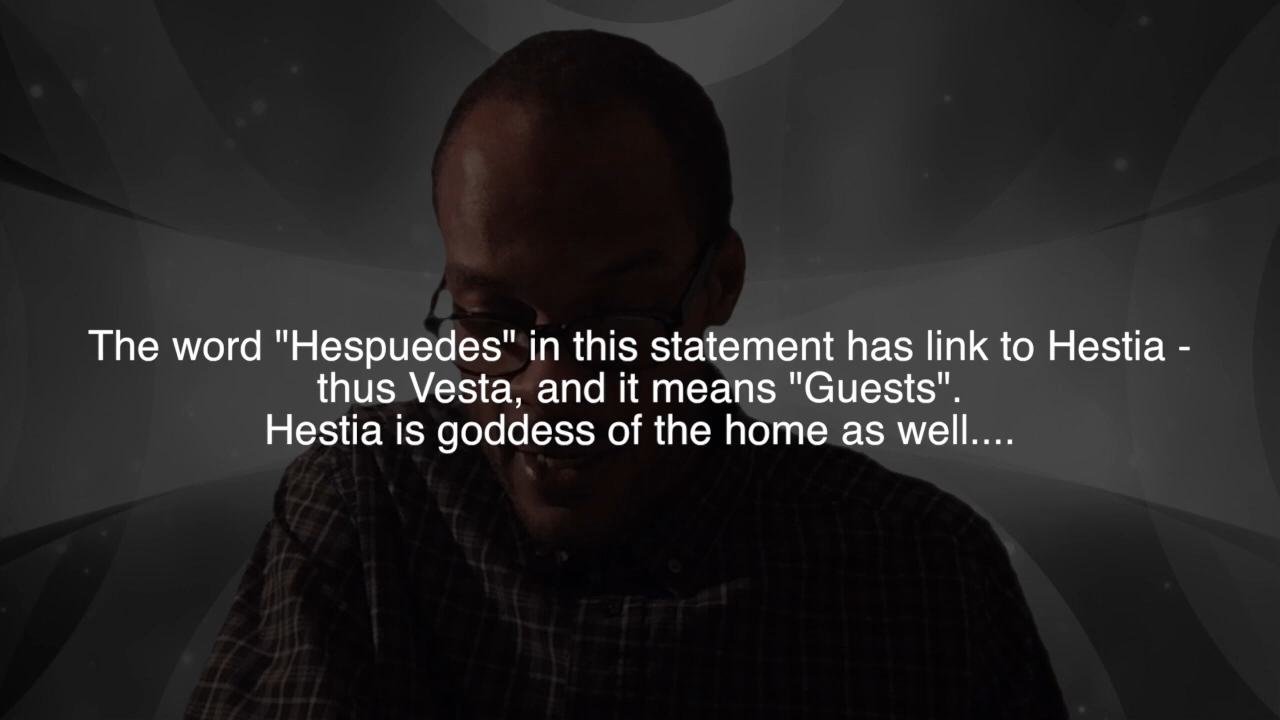 The word "Hespuedes" in this statement has link to Hestia -
thus Vesta, and it means "Guests".
Hestia is goddess of the home as well....